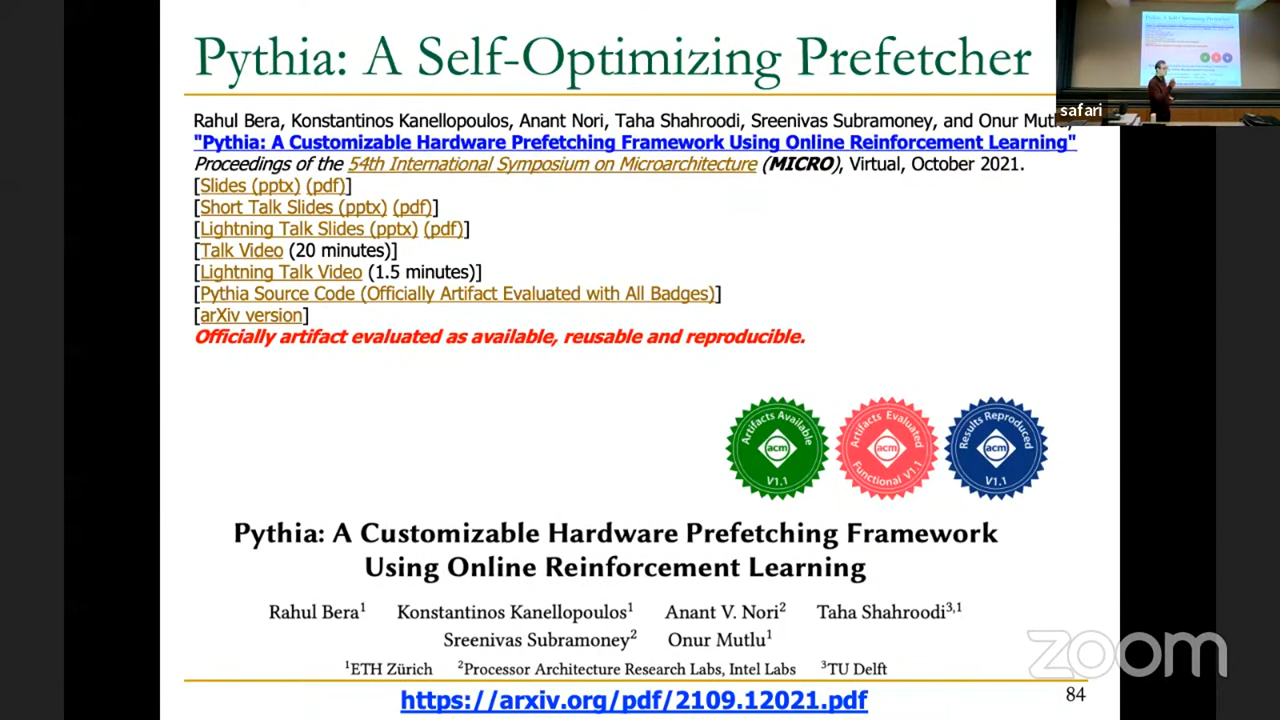 Pythia: A Self-Optimizing Prefetcher
Rahul Bera, Konstantinos Kanellopoulos, Anant Nori, Taha Shahroodi, Sreenivas Subramoney, and Onur Mutlu,
"Pythia: A Customizable Hardware Prefetching Framework Using Online Reinforcement Learning"
Proceedings of the 54th International Symposium on Microarchitecture (MICRO), Virtual, October 2021.
[Slides (pptx) (pdf)]
[Short Talk Slides (pptx) (pdf)]
[Lightning Talk Slides (pptx) (pdf)]
[Talk Video (20 minutes)]
[Lightning Talk Video (1.5 minutes)]
[Pythia Source Code (Officially Artifact Evaluated with All Badges)]
[arXiv version]
Officially artifact evaluated as available, reusable and reproducible.
safari
Artifacts Available
acm
V1.1
Artifacts Evaluated
acm
Functional V1.1
Results Reproduced
acm
V1.1
Pythia: A Customizable Hardware Prefetching Framework
Using Online Reinforcement Learning
Rahul Bera¹ Konstantinos Kanellopoulos¹ Anant V. Nori² Taha Shahroodi³,¹
Sreenivas Subramoney² Onur Mutlu¹
¹ETH Zürich ²Processor Architecture Research Labs, Intel Labs ³TU Delft
https://arxiv.org/pdf/2109.12021.pdf
84
zoom